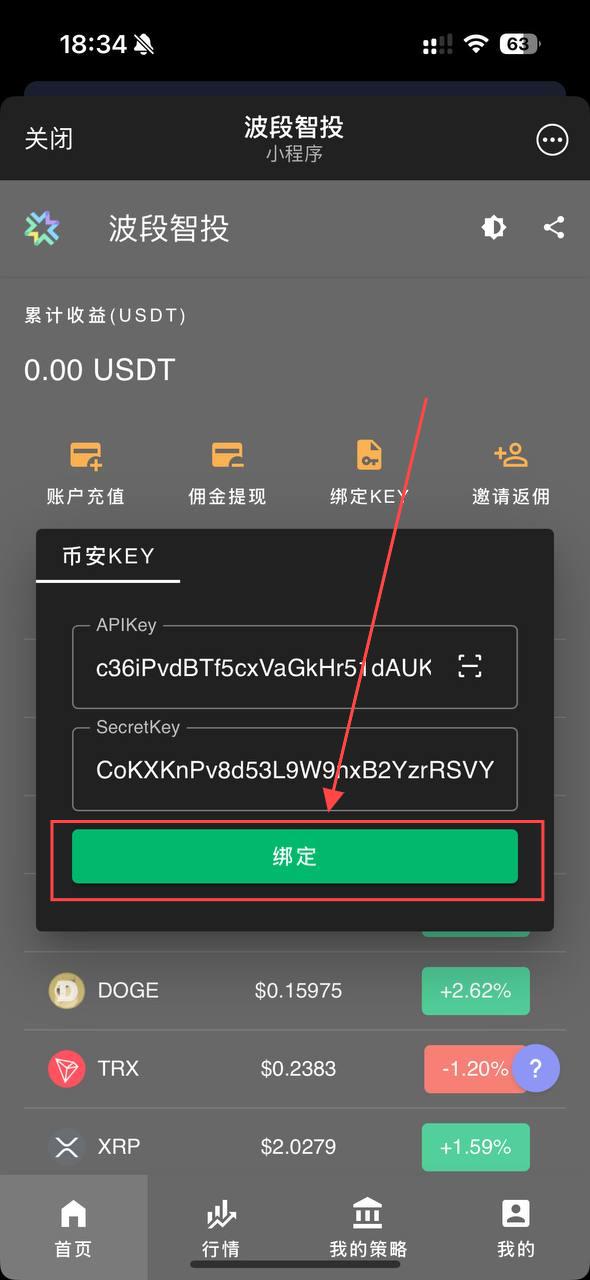 18:34
63
关闭
波段智投
小程序
波段智投
累计收益(USDT)
0.00 USDT
账户充值
佣金提现
绑定KEY
邀请返佣
币安KEY
APIKey
c36iPvdBTf5cxVaGkHr51dAUK
SecretKey
CoKXKnPv8d53L9W9nxB2YzrRSVY
绑定
DOGE $0.15975 +2.62%
TRX $0.2383 -1.20% ?
XRP $2.0279 +1.59%
首页
行情
我的策略
我的